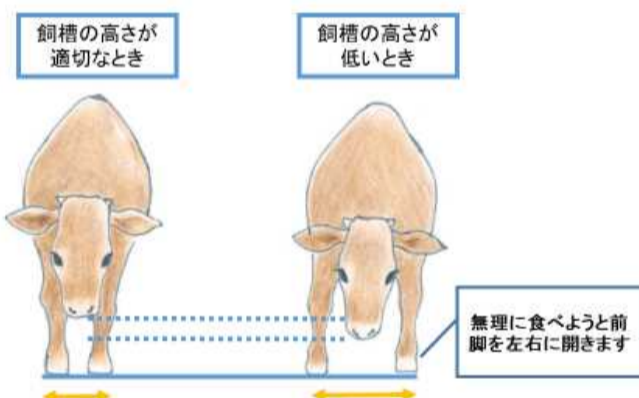 飼槽の高さが
適切なとき
飼槽の高さが
低いとき
無理に食べようと前
脚を左右に開きます